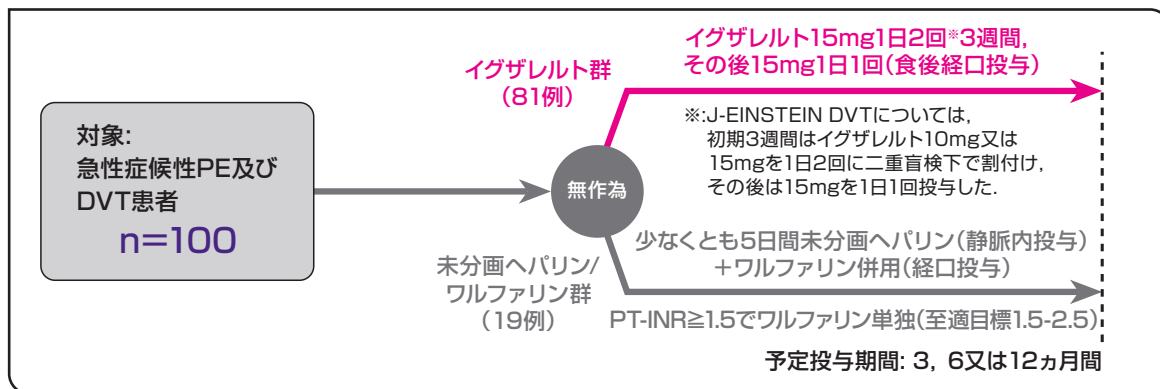 対象:
急性症候性PE及び
DVT患者
n=100
無作為
イグザレルト群
(81例)
イグザレルト15mg1日2回※3週間,
その後15mg1日1回(食後経口投与)
※:J-EINSTEIN DVTについては,
初期3週間はイグザレルト10mg又は
15mgを1日2回に二重盲検下で割付け,
その後は15mgを1日1回投与した.
未分画ヘパリン/
ワルファリン群
(19例)
少なくとも5日間未分画ヘパリン(静脈内投与)
+ワルファリン併用(経口投与)
PT-INR≧1.5でワルファリン単独(至適目標1.5-2.5)
予定投与期間: 3, 6又は12ヵ月間